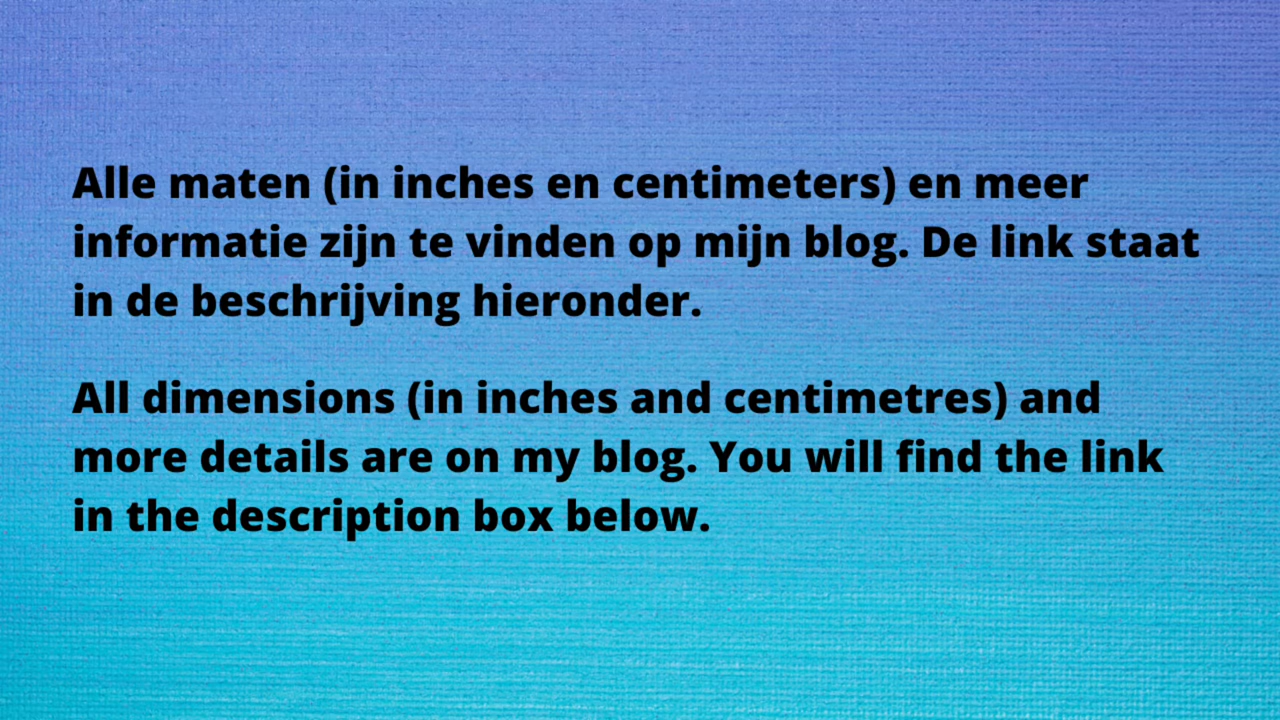 Alle maten (in inches en centimeters) en meer
informatie zijn te vinden op mijn blog. De link staat
in de beschrijving hieronder.
All dimensions (in inches and centimetres) and
more details are on my blog. You will find the link
in the description box below.